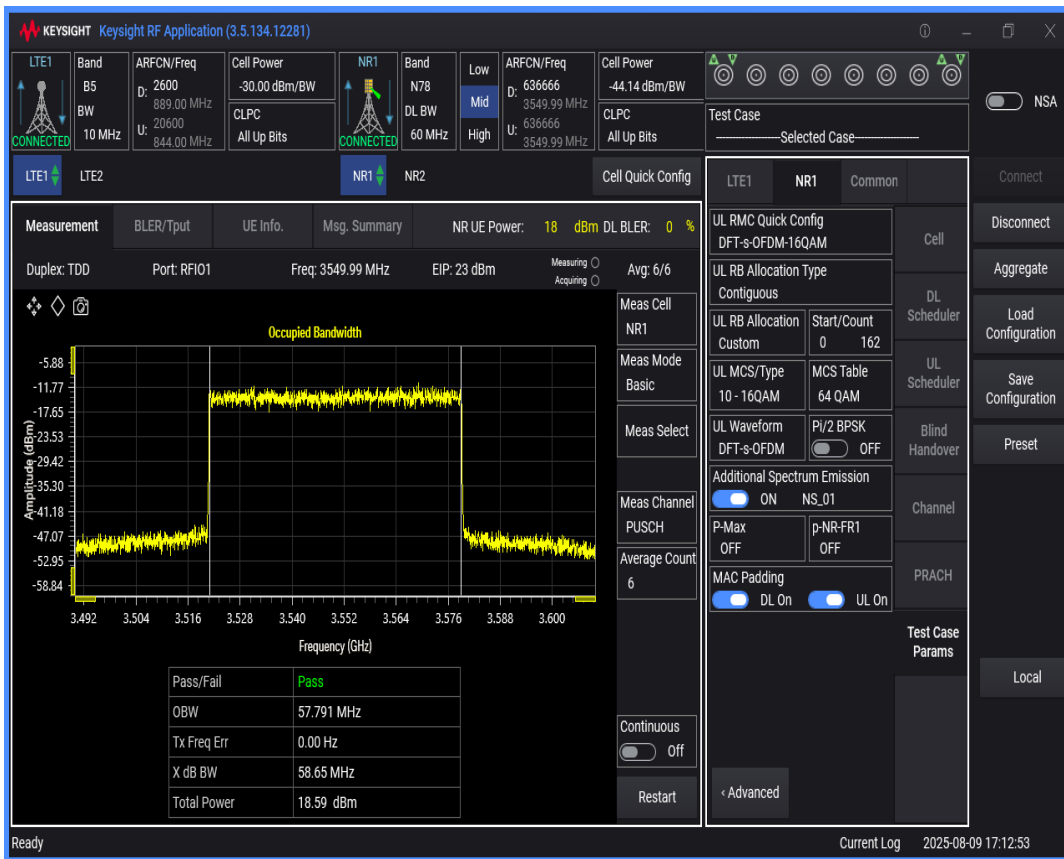 KEYSIGHT Keysight RF Application (3.5.134.12281)
LTE1
CONNECTED
Band
B5
BW
10 MHz
ARFCN/Freq
D: 2600
889.00 MHz
U: 20600
844.00 MHz
Cell Power
-30.00 dBm/BW
CLPC
All Up Bits
NR1
CONNECTED
Band
N78
DL BW
60 MHz
Low
Mid
High
ARFCN/Freq
D: 636666
3549.99 MHz
U: 636666
3549.99 MHz
Cell Power
-44.14 dBm/BW
CLPC
All Up Bits
Test Case
Selected Case
NSA
LTE1 LTE2 NR1 NR2 Cell Quick Config
Measurement BLER/Tput UE Info. Msg. Summary NR UE Power: 18 dBm DL BLER: 0 %
Duplex: TDD Port: RFIO1 Freq: 3549.99 MHz EIP: 23 dBm Measuring Avg: 6/6
Acquiring
Occupied Bandwidth
Amplitude (dBm)
-5.88
-11.77
-17.65
-23.53
-29.42
-35.30
-41.18
-47.07
-52.95
-58.84
3.492 3.504 3.516 3.528 3.540 3.552 3.564 3.576 3.588 3.600
Frequency (GHz)
Pass/Fail Pass
OBW 57.791 MHz
Tx Freq Err 0.00 Hz
X dB BW 58.65 MHz
Total Power 18.59 dBm
Meas Cell
NR1
Meas Mode
Basic
Meas Select
Meas Channel
PUSCH
Average Count
6
Continuous
Off
Restart
LTE1 NR1 Common
UL RMC Quick Config
DFT-s-OFDM-16QAM
UL RB Allocation Type
Contiguous
UL RB Allocation Start/Count
Custom 0 162
UL MCS/Type MCS Table
10 - 16QAM 64 QAM
UL Waveform Pi/2 BPSK
DFT-s-OFDM OFF
Additional Spectrum Emission
ON NS_01
P-Max p-NR-FR1
OFF OFF
MAC Padding
DL On UL On
‹ Advanced
Cell
DL
Scheduler
UL
Scheduler
Blind
Handover
Channel
PRACH
Test Case
Params
Connect
Disconnect
Aggregate
Load
Configuration
Save
Configuration
Preset
Local
Ready Current Log 2025-08-09 17:12:53